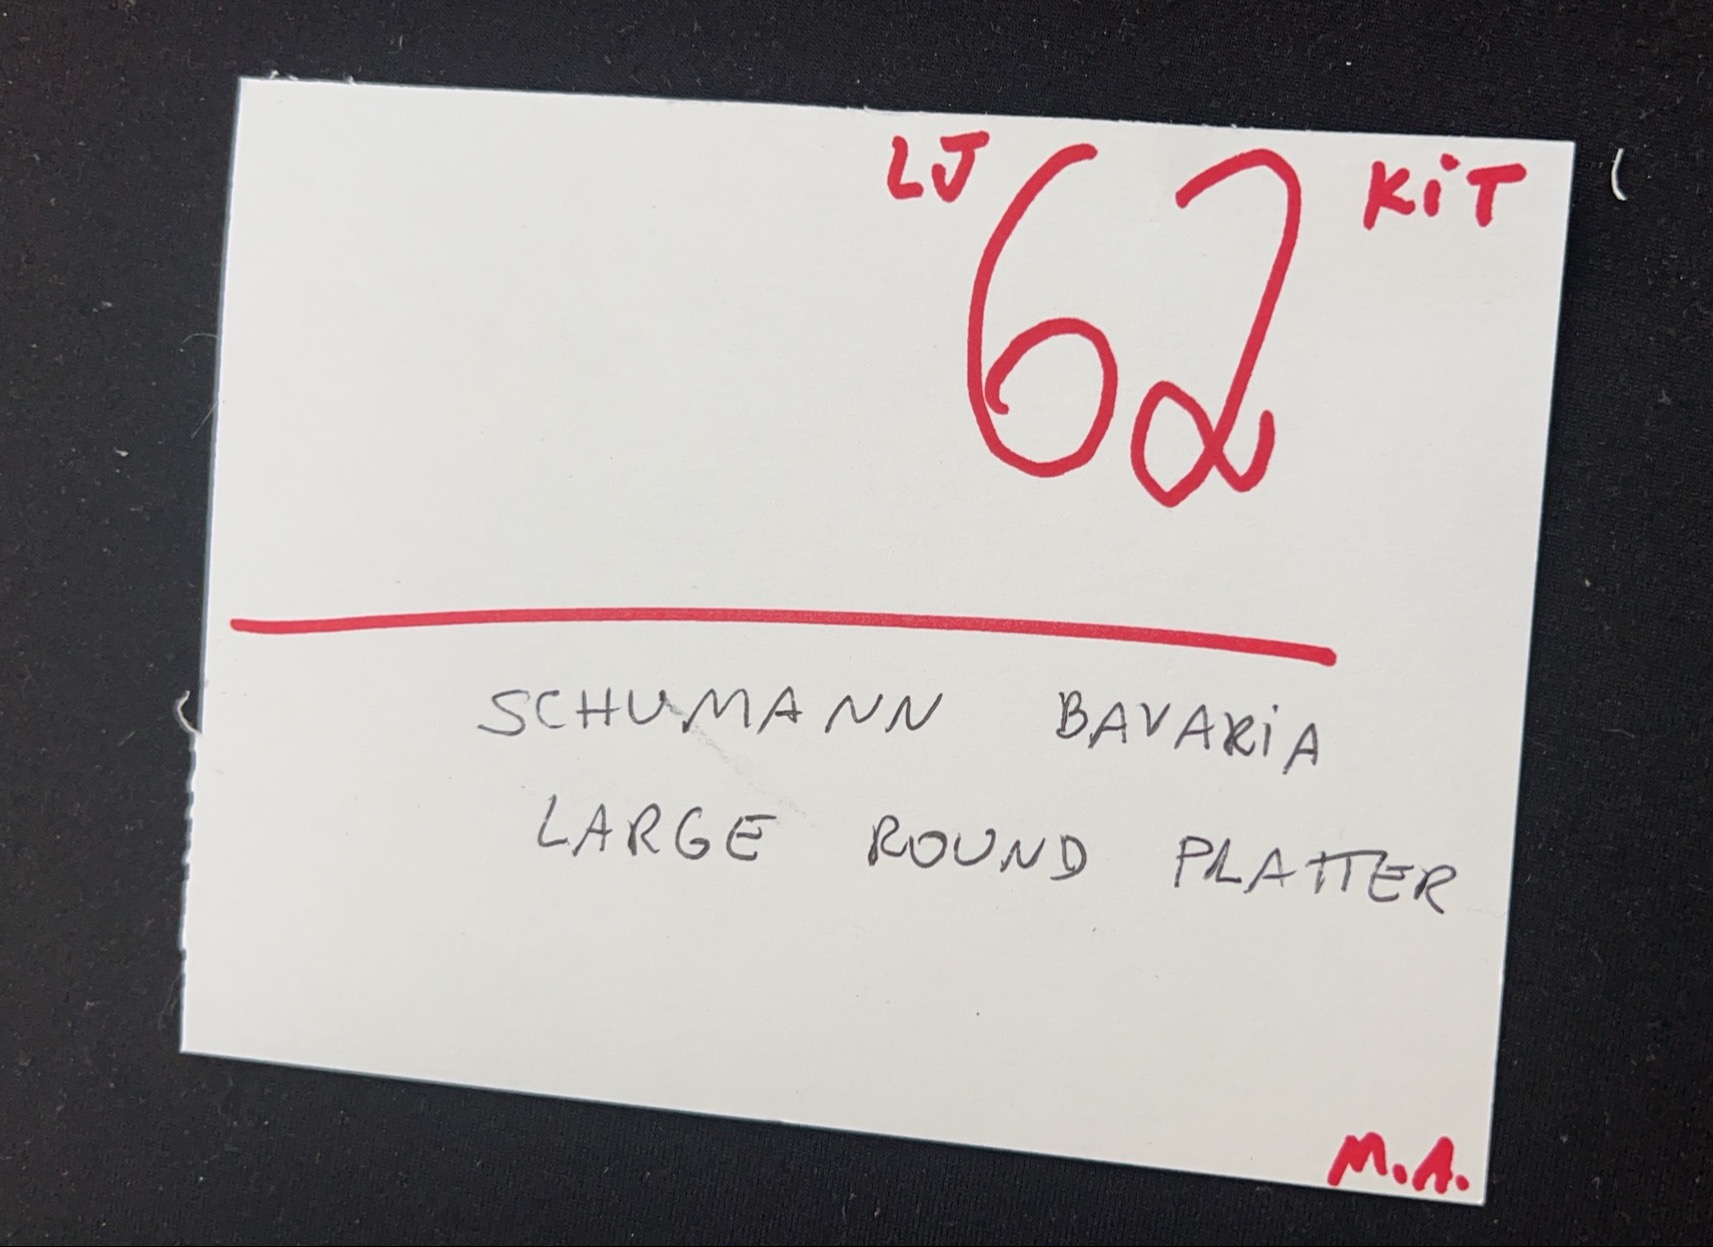 LJ 62 KiT
SCHUMANN BAVARiA
LARGE ROUND PLATTER
M.A.